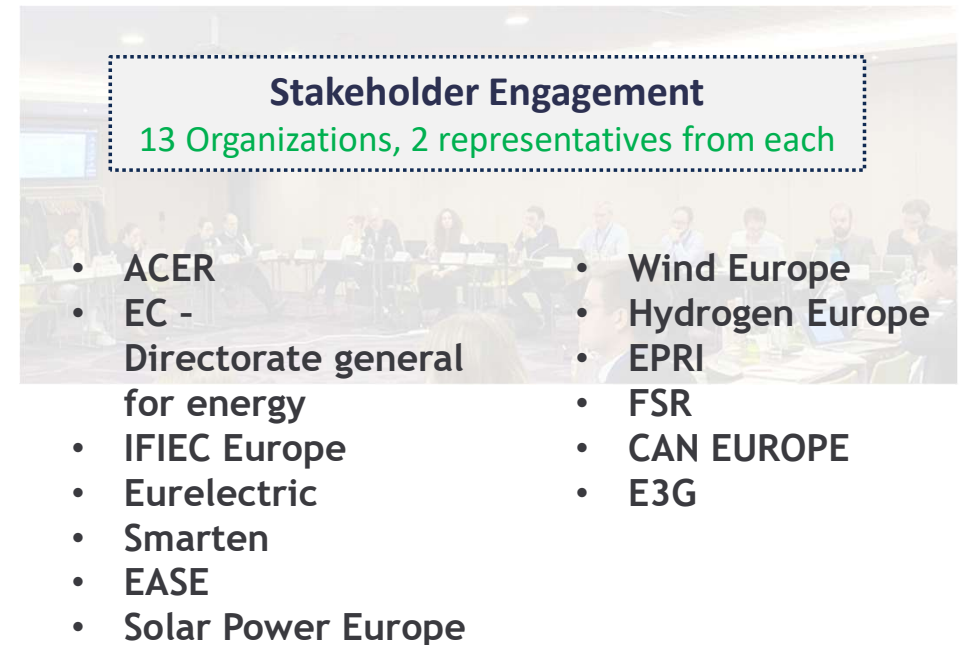 Stakeholder Engagement
13 Organizations, 2 representatives from each
• ACER
• EC –
Directorate general
for energy
• IFIEC Europe
• Eurelectric
• Smarten
• EASE
• Solar Power Europe
• Wind Europe
• Hydrogen Europe
• EPRI
• FSR
• CAN EUROPE
• E3G